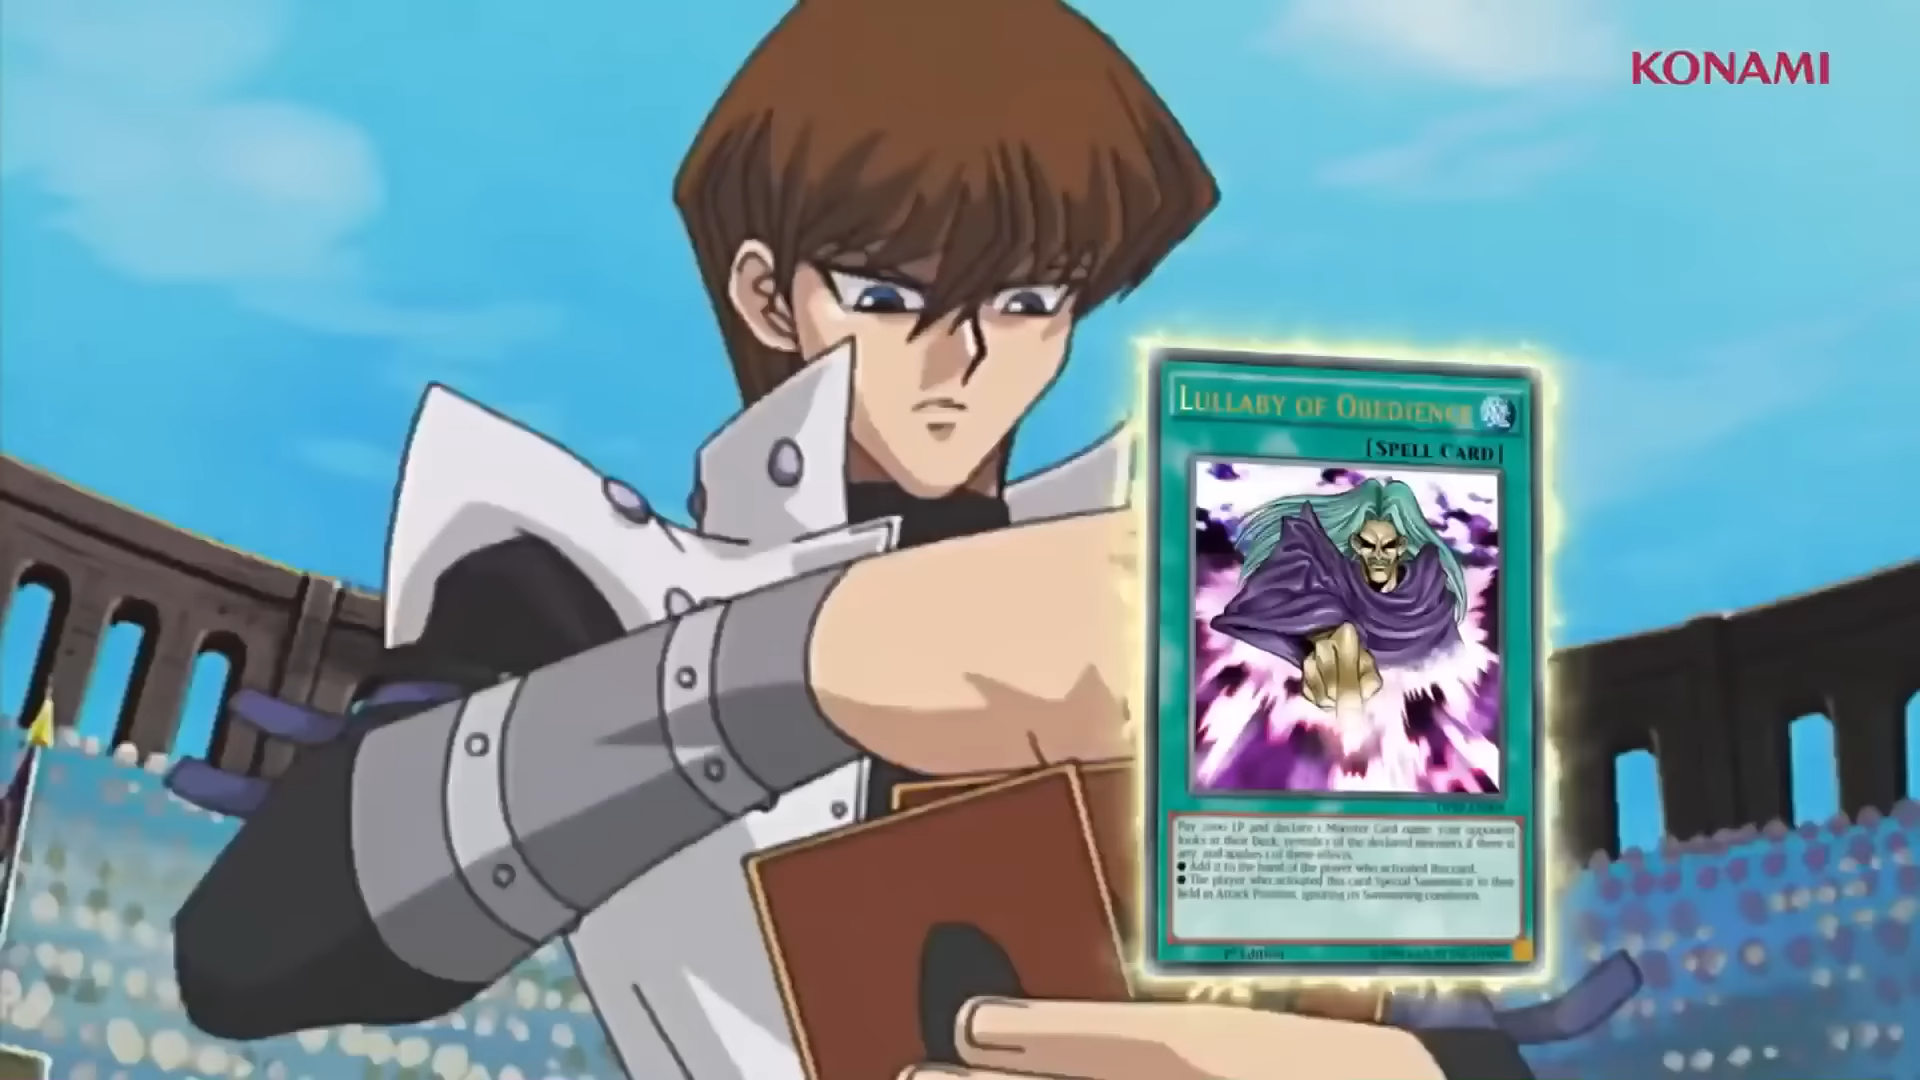 KONAMI
LULLABY OF OBEDIENCE
[SPELL CARD]
Pay 2000 LP and declare 1 Monster Card name; your opponent
looks at their Deck, reveals 1 of the declared monsters if there is
any, and applies 1 of these effects.
● Add it to the hand of the player who activated this card.
● The player who activated this card Special Summons it to their
field in Attack Position, ignoring its Summoning conditions.
1st Edition